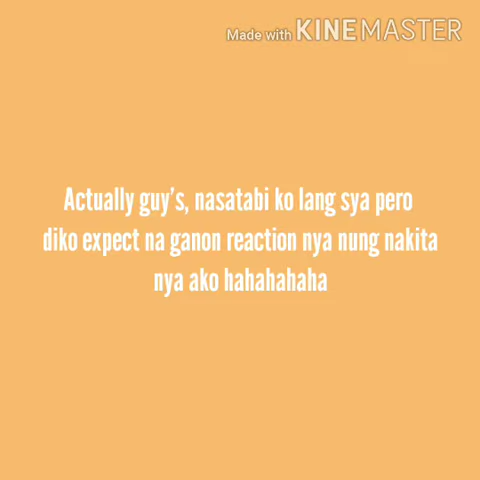 Made with KINEMASTER
Actually guy's, nasatabi ko lang sya pero
diko expect na ganon reaction nya nung nakita
nya ako hahahahaha